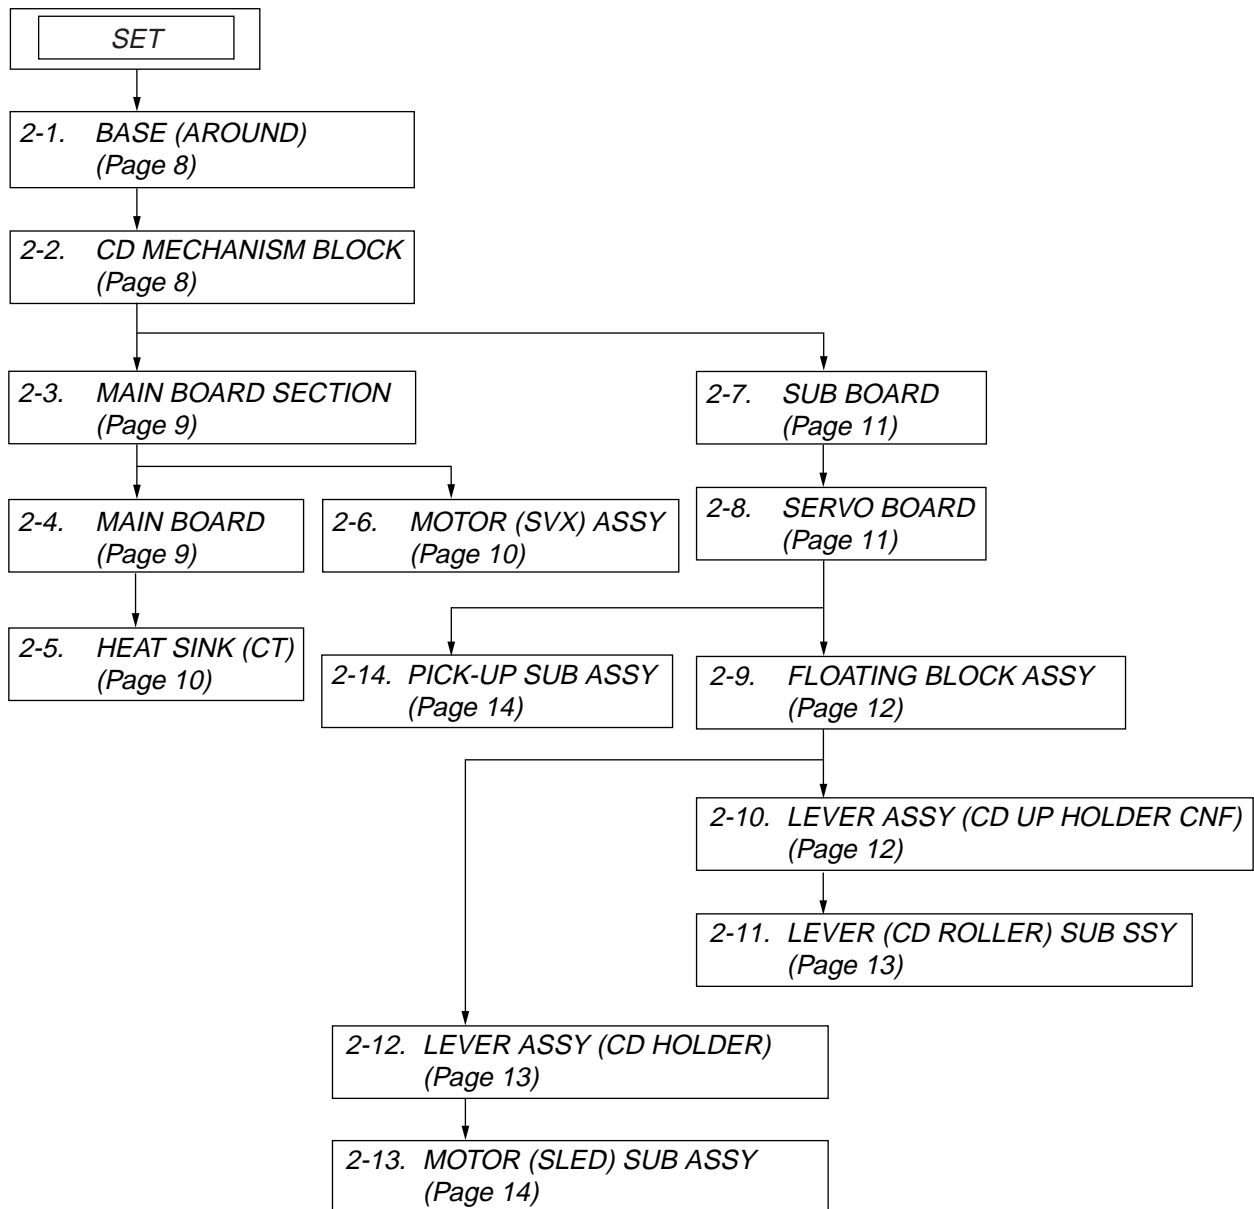 SET
2-1. BASE (AROUND)
(Page 8)
2-2. CD MECHANISM BLOCK
(Page 8)
2-3. MAIN BOARD SECTION
(Page 9)
2-7. SUB BOARD
(Page 11)
2-4. MAIN BOARD
(Page 9)
2-6. MOTOR (SVX) ASSY
(Page 10)
2-8. SERVO BOARD
(Page 11)
2-5. HEAT SINK (CT)
(Page 10)
2-14. PICK-UP SUB ASSY
(Page 14)
2-9. FLOATING BLOCK ASSY
(Page 12)
2-10. LEVER ASSY (CD UP HOLDER CNF)
(Page 12)
2-11. LEVER (CD ROLLER) SUB SSY
(Page 13)
2-12. LEVER ASSY (CD HOLDER)
(Page 13)
2-13. MOTOR (SLED) SUB ASSY
(Page 14)